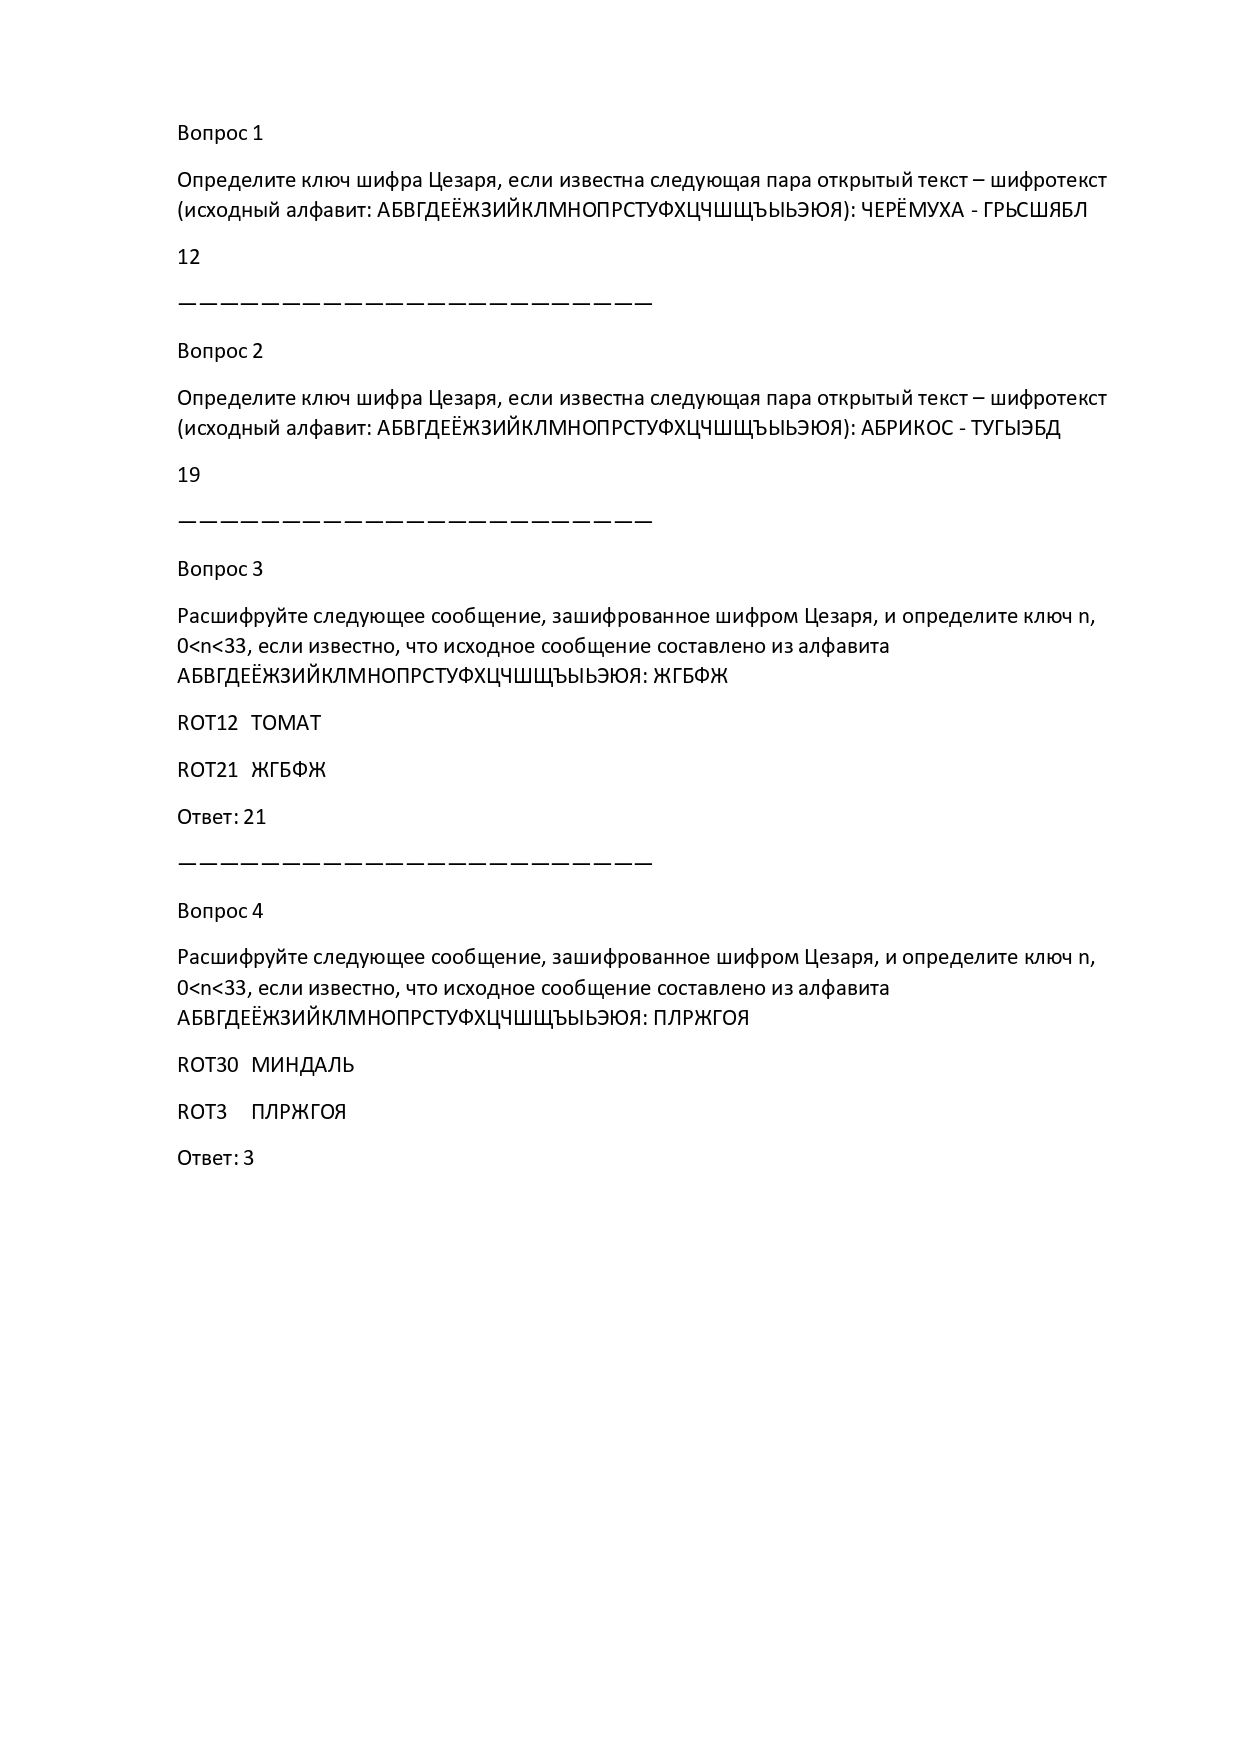 Вопрос 1
Определите ключ шифра Цезаря, если известна следующая пара открытый текст – шифротекст
(исходный алфавит: АБВГДЕЁЖЗИЙКЛМНОПРСТУФХЦЧШЩЪЫЬЭЮЯ): ЧЕРЁМУХА - ГРЬСШЯБЛ
12
———————————————————————
Вопрос 2
Определите ключ шифра Цезаря, если известна следующая пара открытый текст – шифротекст
(исходный алфавит: АБВГДЕЁЖЗИЙКЛМНОПРСТУФХЦЧШЩЪЫЬЭЮЯ): АБРИКОС - ТУГЫЭБД
19
———————————————————————
Вопрос 3
Расшифруйте следующее сообщение, зашифрованное шифром Цезаря, и определите ключ n,
0<n<33, если известно, что исходное сообщение составлено из алфавита
АБВГДЕЁЖЗИЙКЛМНОПРСТУФХЦЧШЩЪЫЬЭЮЯ: ЖГБФЖ
ROT12 ТОМАТ
ROT21 ЖГБФЖ
Ответ: 21
———————————————————————
Вопрос 4
Расшифруйте следующее сообщение, зашифрованное шифром Цезаря, и определите ключ n,
0<n<33, если известно, что исходное сообщение составлено из алфавита
АБВГДЕЁЖЗИЙКЛМНОПРСТУФХЦЧШЩЪЫЬЭЮЯ: ПЛРЖГОЯ
ROT30 МИНДАЛЬ
ROT3 ПЛРЖГОЯ
Ответ: 3